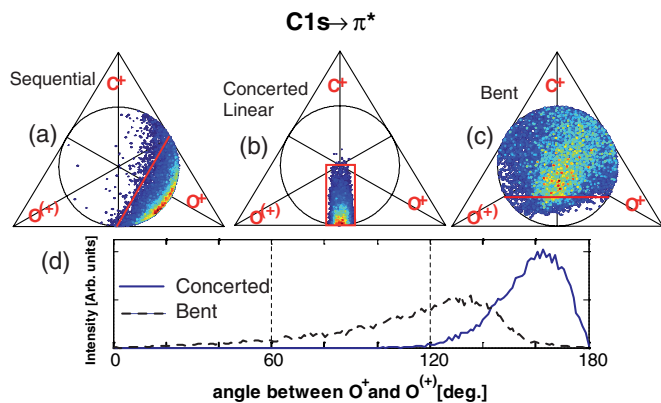 C1s→π*
Sequential
C⁺
(a)
O⁽⁺⁾
O⁺
Concerted
Linear
C⁺
(b)
O⁺
Bent
C⁺
(c)
O⁽⁺⁾
O⁺
(d)
Intensity [Arb. units]
Concerted
Bent
0 60 120 180
angle between O⁺ and O⁽⁺⁾[deg.]